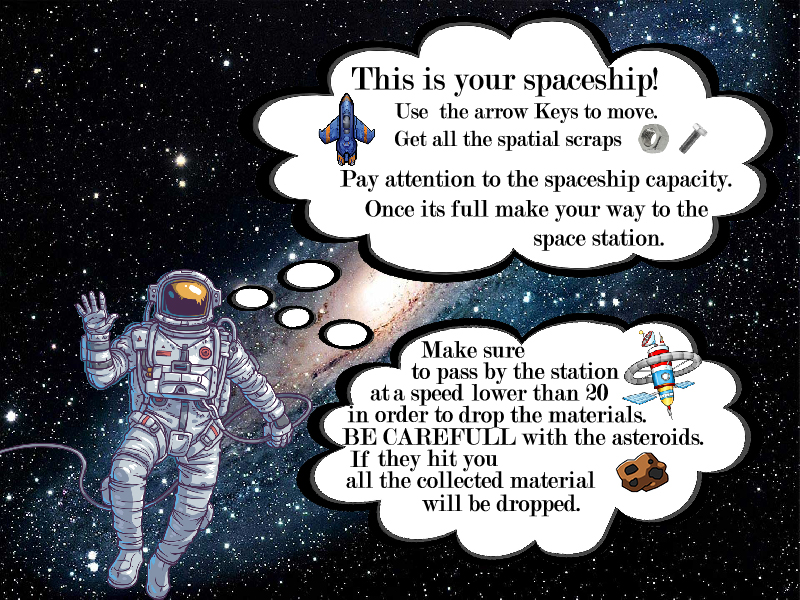 This is your spaceship!
Use the arrow Keys to move.
Get all the spatial scraps
Pay attention to the spaceship capacity.
Once its full make your way to the
space station.
Make sure
to pass by the station
at a speed lower than 20
in order to drop the materials.
BE CAREFULL with the asteroids.
If they hit you
all the collected material
will be dropped.